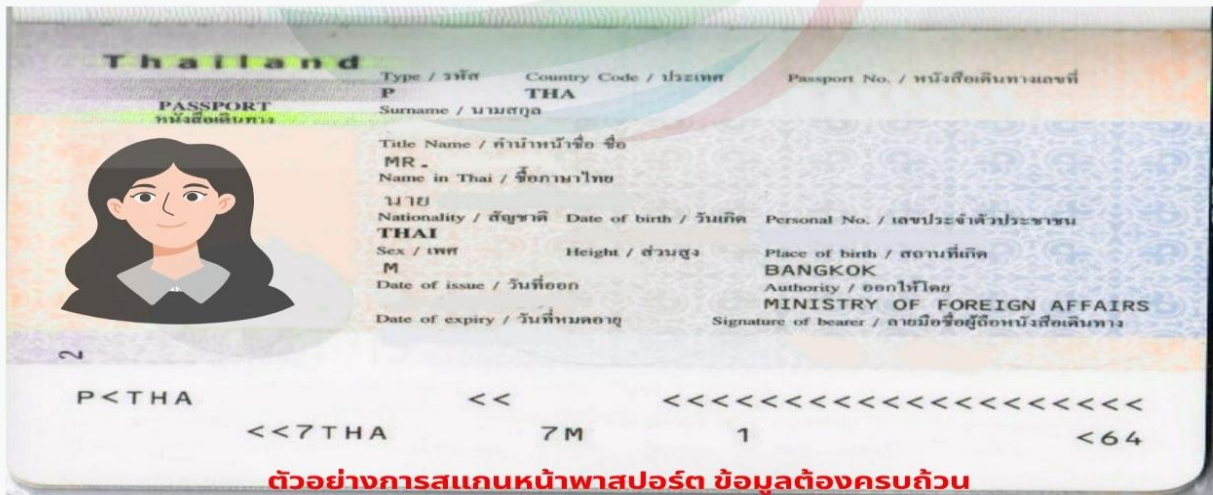 Thailand
PASSPORT
หนังสือเดินทาง
Type / รหัส Country Code / ประเทศ Passport No. / หนังสือเดินทางเลขที่
P THA
Surname / นามสกุล
Title Name / คำนำหน้าชื่อ ชื่อ
MR.
Name in Thai / ชื่อภาษาไทย
นาย
Nationality / สัญชาติ Date of birth / วันเกิด Personal No. / เลขประจำตัวประชาชน
THAI
Sex / เพศ Height / ส่วนสูง Place of birth / สถานที่เกิด
M BANGKOK
Date of issue / วันที่ออก Authority / ออกให้โดย
MINISTRY OF FOREIGN AFFAIRS
Date of expiry / วันที่หมดอายุ Signature of bearer / ลายมือชื่อผู้ถือหนังสือเดินทาง
2
P<THA << <<<<<<<<<<<<<<<<<<<<<
<<7THA 7M 1 <64
ตัวอย่างการสแกนหน้าพาสปอร์ต ข้อมูลต้องครบถ้วน